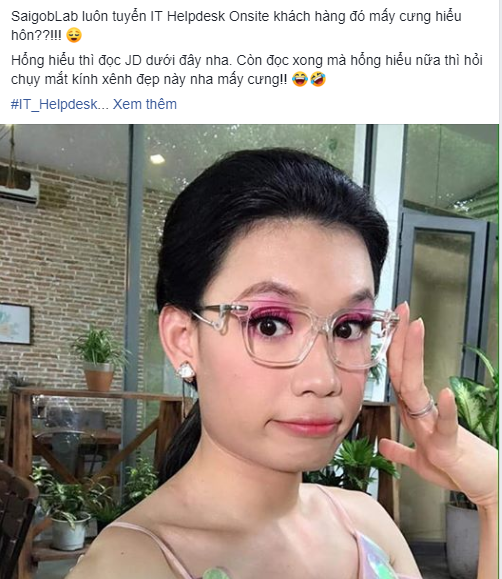 SaigobLab luôn tuyển IT Helpdesk Onsite khách hàng đó mấy cưng hiểu
hôn??!!! 😌
Hổng hiểu thì đọc JD dưới đây nha. Còn đọc xong mà hổng hiểu nữa thì hỏi
chụy mắt kính xênh đẹp này nha mấy cưng!! 😂🤣
#IT_Helpdesk... Xem thêm